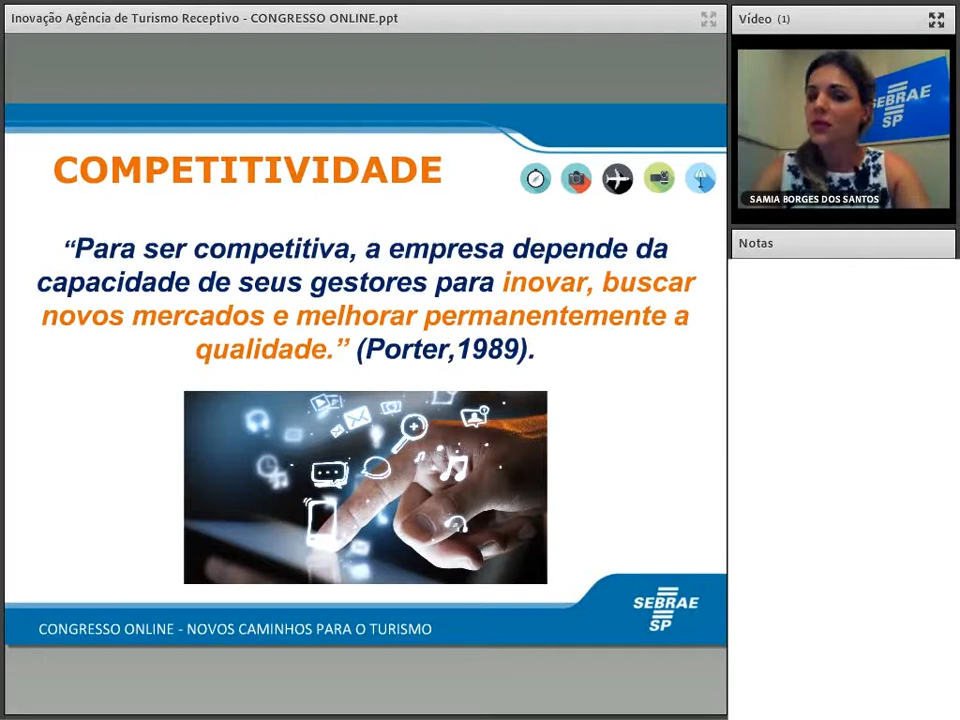 Inovação Agência de Turismo Receptivo - CONGRESSO ONLINE.ppt
Vídeo (1)
SEBRAE
SP
SAMIA BORGES DOS SANTOS
Notas
COMPETITIVIDADE
“Para ser competitiva, a empresa depende da
capacidade de seus gestores para inovar, buscar
novos mercados e melhorar permanentemente a
qualidade.” (Porter,1989).
SEBRAE
SP
CONGRESSO ONLINE - NOVOS CAMINHOS PARA O TURISMO